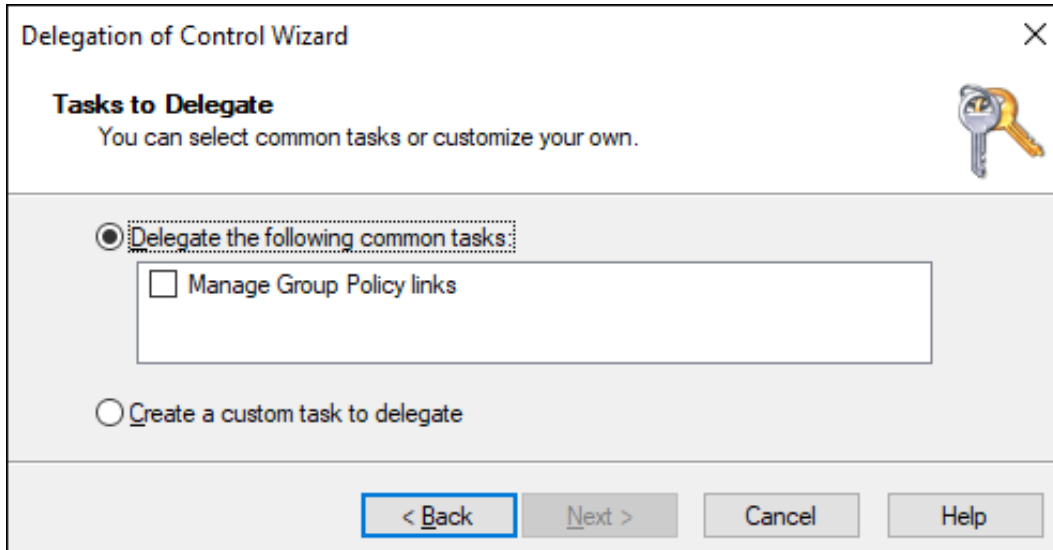 Delegation of Control Wizard
Tasks to Delegate
You can select common tasks or customize your own.
Delegate the following common tasks:
Manage Group Policy links
Create a custom task to delegate
< Back
Next >
Cancel
Help